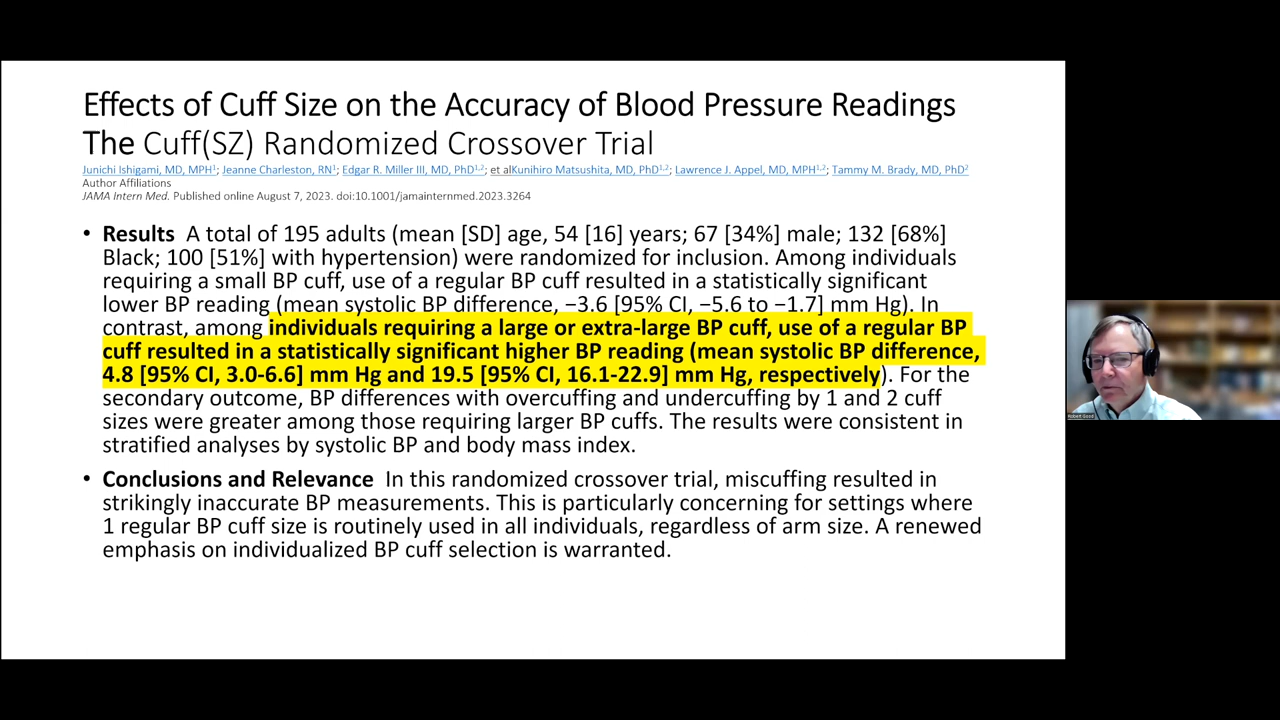 Effects of Cuff Size on the Accuracy of Blood Pressure Readings
The Cuff(SZ) Randomized Crossover Trial
Junichi Ishigami, MD, MPH1; Jeanne Charleston, RN1; Edgar R. Miller III, MD, PhD1,2; et alKunihiro Matsushita, MD, PhD1,2; Lawrence J. Appel, MD, MPH1,2; Tammy M. Brady, MD, PhD2
Author Affiliations
JAMA Intern Med. Published online August 7, 2023. doi:10.1001/jamainternmed.2023.3264
• Results A total of 195 adults (mean [SD] age, 54 [16] years; 67 [34%] male; 132 [68%]
Black; 100 [51%] with hypertension) were randomized for inclusion. Among individuals
requiring a small BP cuff, use of a regular BP cuff resulted in a statistically significant
lower BP reading (mean systolic BP difference, −3.6 [95% CI, −5.6 to −1.7] mm Hg). In
contrast, among individuals requiring a large or extra-large BP cuff, use of a regular BP
cuff resulted in a statistically significant higher BP reading (mean systolic BP difference,
4.8 [95% CI, 3.0-6.6] mm Hg and 19.5 [95% CI, 16.1-22.9] mm Hg, respectively). For the
secondary outcome, BP differences with overcuffing and undercuffing by 1 and 2 cuff
sizes were greater among those requiring larger BP cuffs. The results were consistent in
stratified analyses by systolic BP and body mass index.
• Conclusions and Relevance In this randomized crossover trial, miscuffing resulted in
strikingly inaccurate BP measurements. This is particularly concerning for settings where
1 regular BP cuff size is routinely used in all individuals, regardless of arm size. A renewed
emphasis on individualized BP cuff selection is warranted.